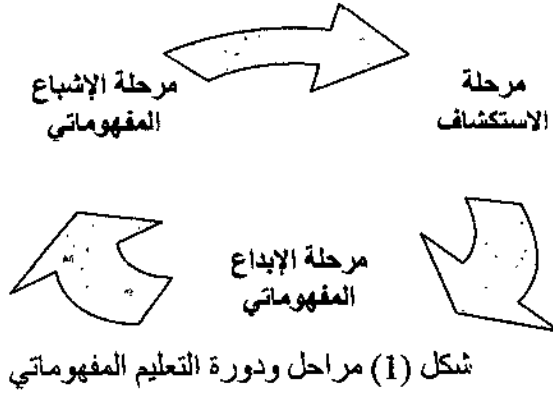 مرحلة الإشباع
المفهوماتي
مرحلة
الاستكشاف
مرحلة الإبداع
المفهوماتي
شكل (1) مراحل ودورة التعليم المفهوماتي